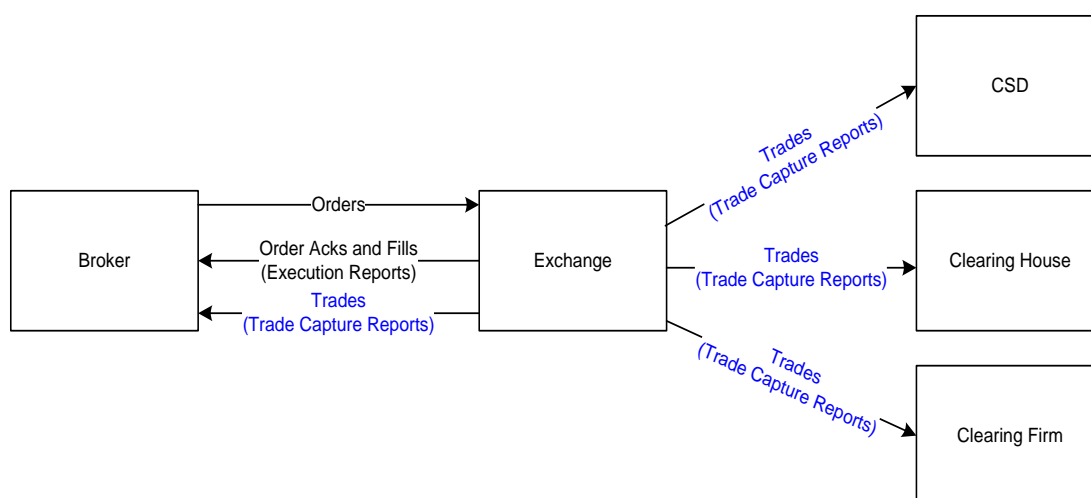 CSD
Trades
(Trade Capture Reports)
Broker
Orders
Order Acks and Fills
(Execution Reports)
Trades
(Trade Capture Reports)
Exchange
Trades
(Trade Capture Reports)
Clearing House
Trades
(Trade Capture Reports)
Clearing Firm